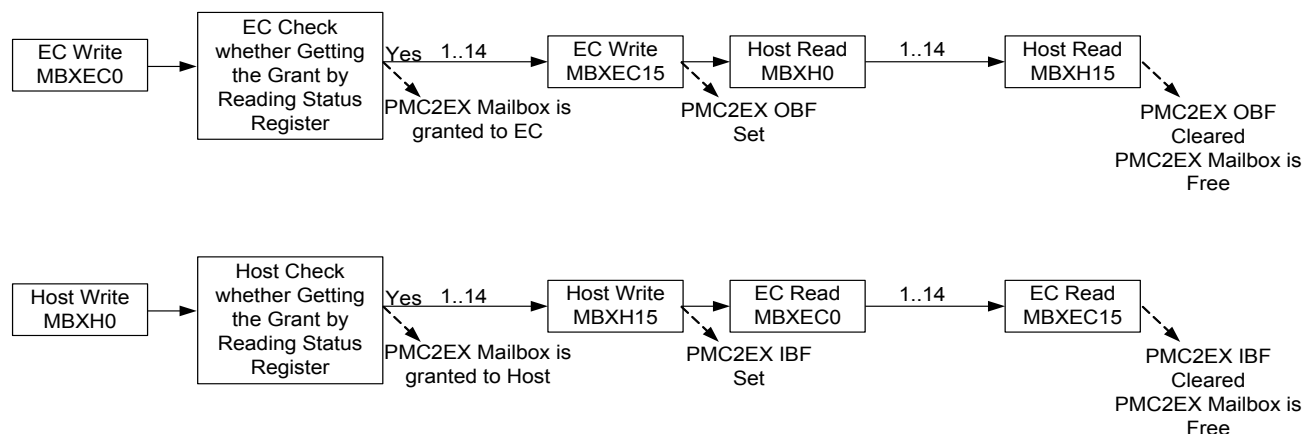 EC Write
MBXEC0
EC Check
whether Getting
the Grant by
Reading Status
Register
Yes 1..14
PMC2EX Mailbox is
granted to EC
EC Write
MBXEC15
PMC2EX OBF
Set
Host Read
MBXH0
1..14
Host Read
MBXH15
PMC2EX OBF
Cleared
PMC2EX Mailbox is
Free
Host Write
MBXH0
Host Check
whether Getting
the Grant by
Reading Status
Register
Yes 1..14
PMC2EX Mailbox is
granted to Host
Host Write
MBXH15
PMC2EX IBF
Set
EC Read
MBXEC0
1..14
EC Read
MBXEC15
PMC2EX IBF
Cleared
PMC2EX Mailbox is
Free